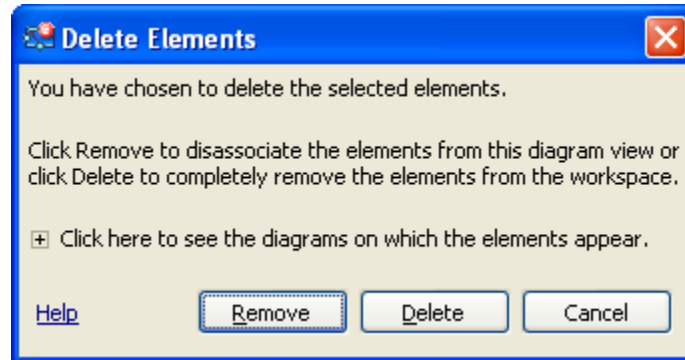 Delete Elements
You have chosen to delete the selected elements.
Click Remove to disassociate the elements from this diagram view or
click Delete to completely remove the elements from the workspace.
Click here to see the diagrams on which the elements appear.
Help Remove Delete Cancel